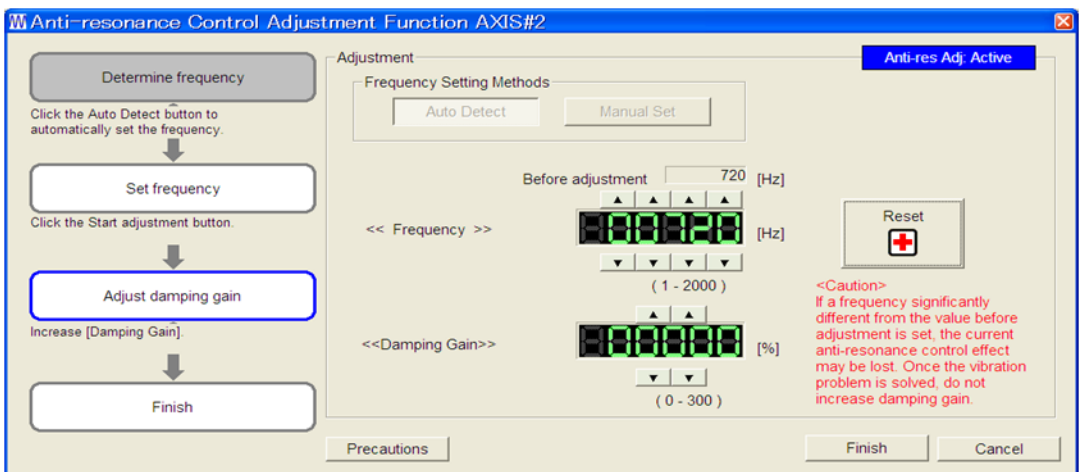 Anti-resonance Control Adjustment Function AXIS#2
Determine frequency
Click the Auto Detect button to
automatically set the frequency.
Set frequency
Click the Start adjustment button.
Adjust damping gain
Increase [Damping Gain].
Finish
Adjustment
Anti-res Adj: Active
Frequency Setting Methods
Auto Detect
Manual Set
Before adjustment 720 [Hz]
<< Frequency >> 00720 [Hz]
( 1 - 2000 )
<<Damping Gain>> 00000 [%]
( 0 - 300 )
Reset
<Caution>
If a frequency significantly
different from the value before
adjustment is set, the current
anti-resonance control effect
may be lost. Once the vibration
problem is solved, do not
increase damping gain.
Precautions
Finish
Cancel